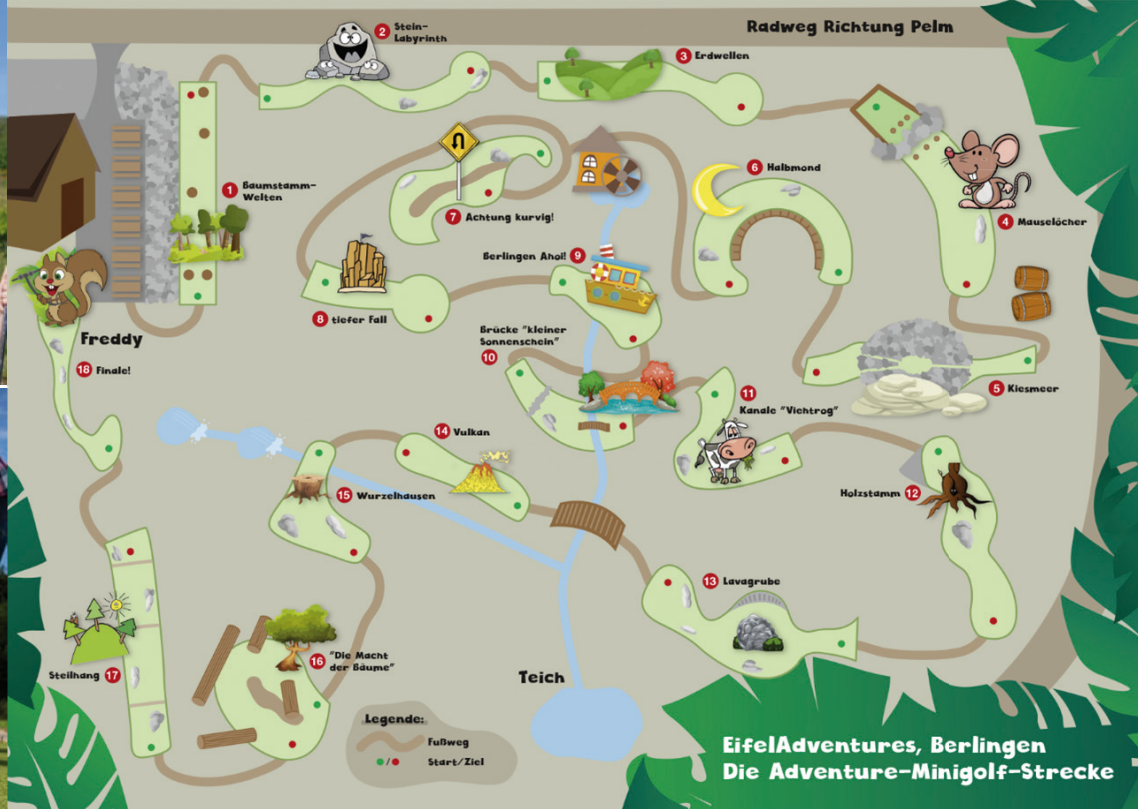 Radweg Richtung Pelm
2 Stein-
Labyrinth
3 Erdwellen
1 Baumstamm-
Welten
7 Achtung kurvig!
6 Halbmond
4 Mauselöcher
Berlingen Ahoi! 9
8 tiefer Fall
Brücke "kleiner
Sonnenschein"
10
5 Kiesmeer
Freddy
18 Finale!
11
Kanale "Viehtrog"
14 Vulkan
15 Wurzelhausen
Holzstamm 12
13 Lavagrube
Steilhang 17
16 "Die Macht
der Bäume"
Teich
Legende:
Fußweg
/ Start/Ziel
EifelAdventures, Berlingen
Die Adventure-Minigolf-Strecke